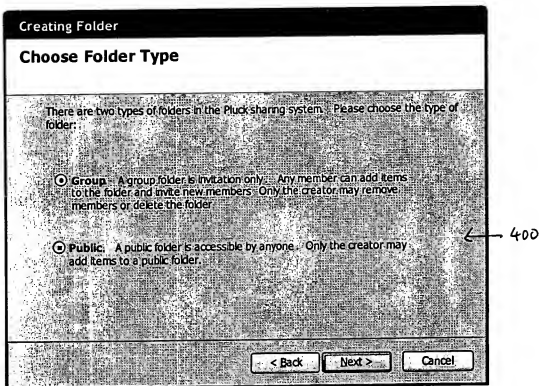 Creating Folder
Choose Folder Type
There are two types of folders in the Pluck sharing system. Please choose the type of
folder:
Group. A group folder is invitation only. Any member can add items
to the folder and invite new members. Only the creator may remove
members or delete the folder
Public. A public folder is accessible by anyone. Only the creator may
add items to a public folder.
400
< Back Next > Cancel